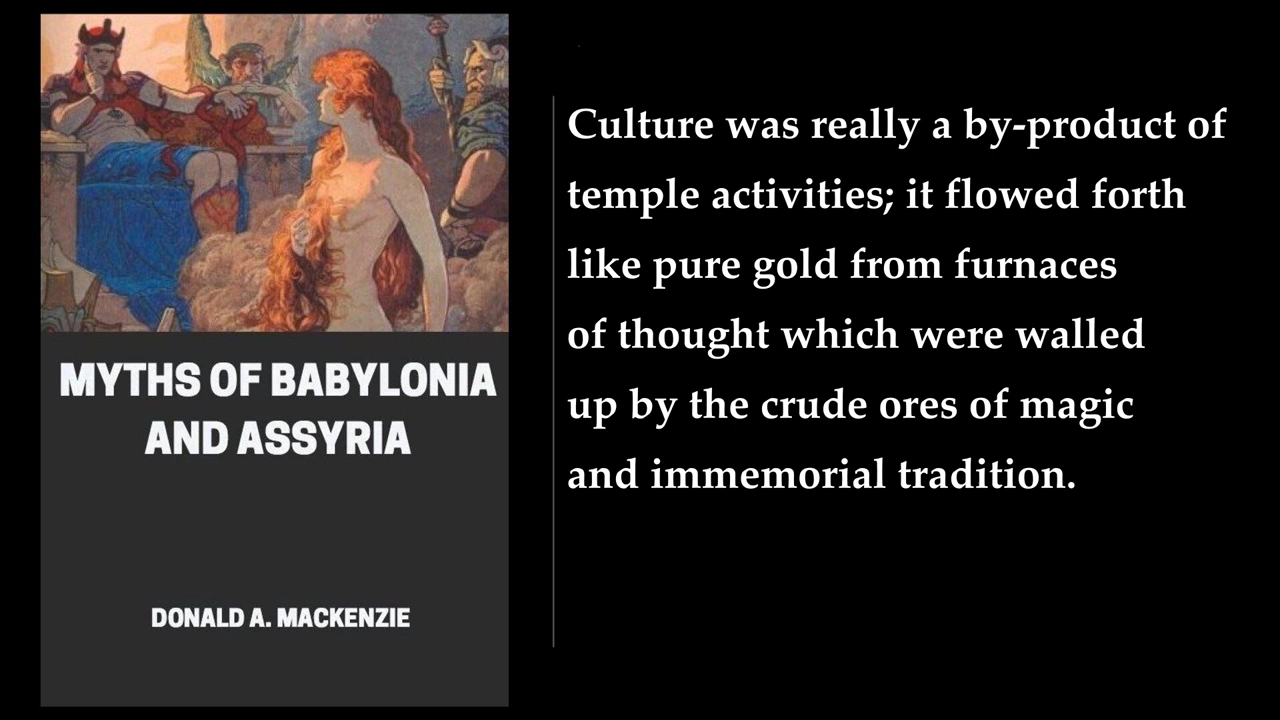 MYTHS OF BABYLONIA
AND ASSYRIA
DONALD A. MACKENZIE
Culture was really a by-product of
temple activities; it flowed forth
like pure gold from furnaces
of thought which were walled
up by the crude ores of magic
and immemorial tradition.